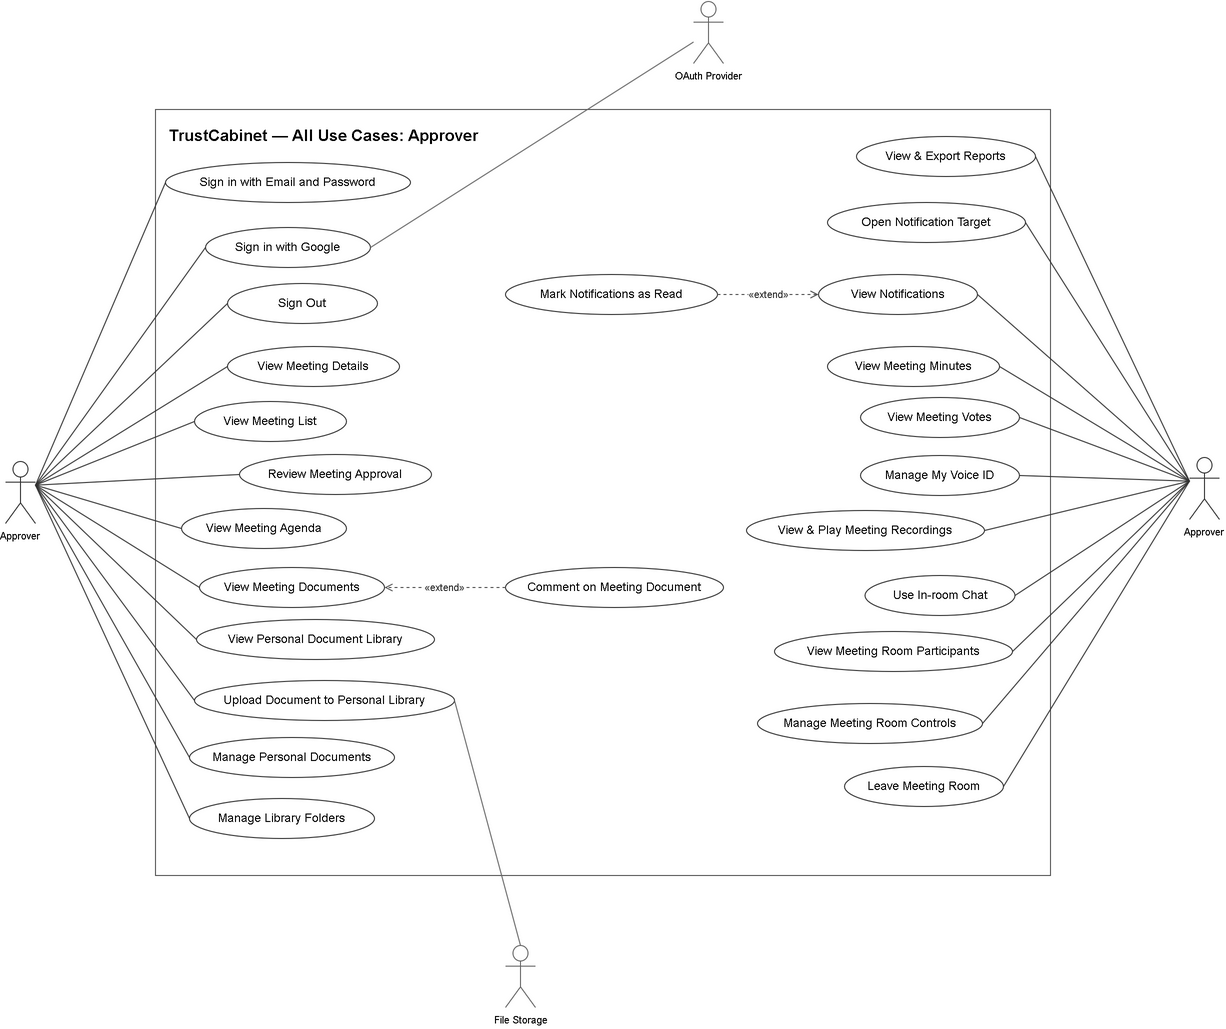 OAuth Provider
TrustCabinet — All Use Cases: Approver
Sign in with Email and Password
Sign in with Google
Sign Out
View Meeting Details
View Meeting List
Review Meeting Approval
View Meeting Agenda
View Meeting Documents
«extend»
Comment on Meeting Document
View Personal Document Library
Upload Document to Personal Library
Manage Personal Documents
Manage Library Folders
Approver
View & Export Reports
Open Notification Target
Mark Notifications as Read
«extend»
View Notifications
View Meeting Minutes
View Meeting Votes
Manage My Voice ID
View & Play Meeting Recordings
Use In-room Chat
View Meeting Room Participants
Manage Meeting Room Controls
Leave Meeting Room
Approver
File Storage